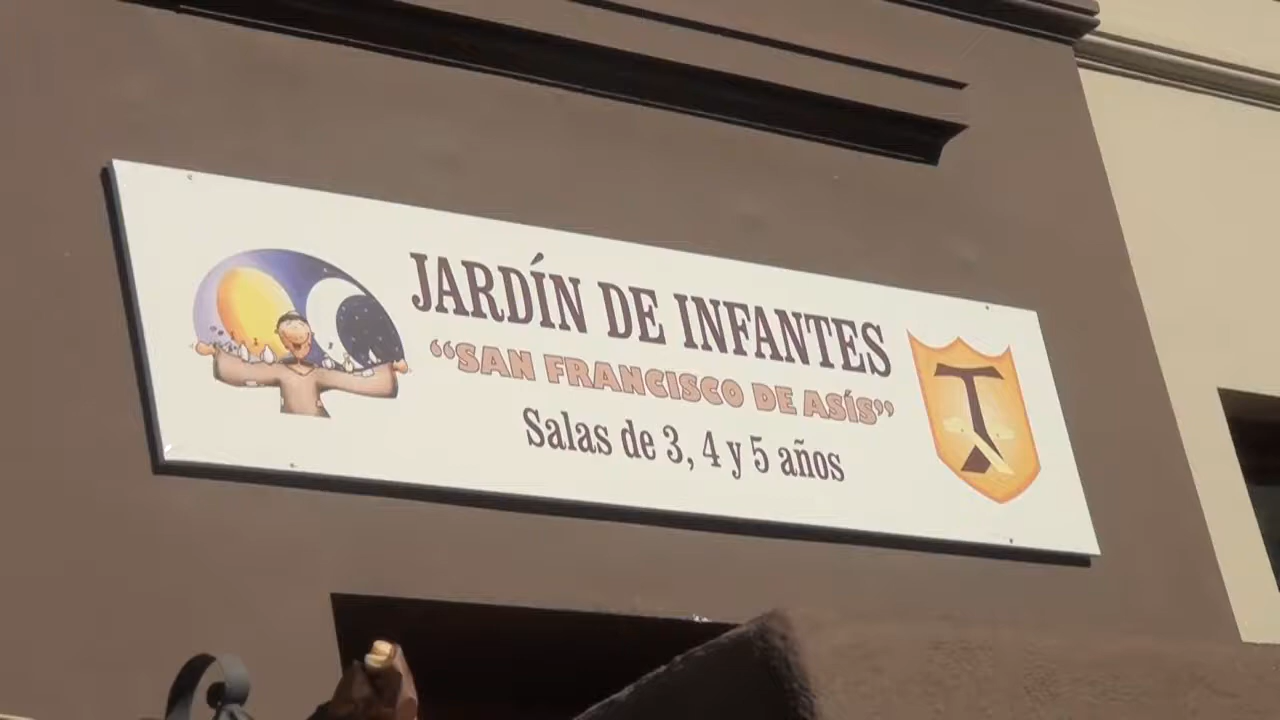 JARDÍN DE INFANTES
“SAN FRANCISCO DE ASÍS”
Salas de 3, 4 y 5 años